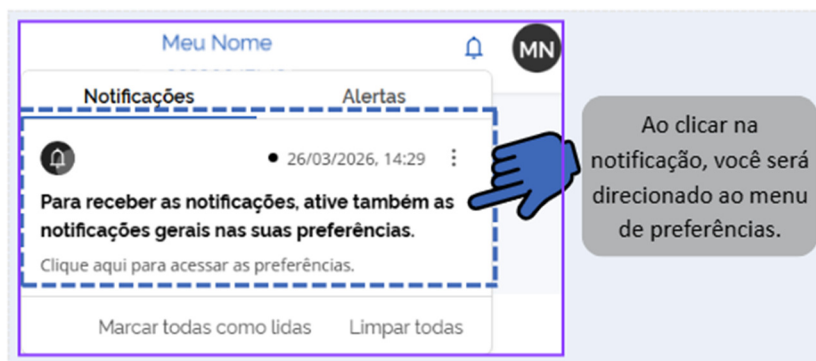 Meu Nome
MN
Notificações Alertas
26/03/2026, 14:29
Para receber as notificações, ative também as
notificações gerais nas suas preferências.
Clique aqui para acessar as preferências.
Marcar todas como lidas Limpar todas
Ao clicar na
notificação, você será
direcionado ao menu
de preferências.